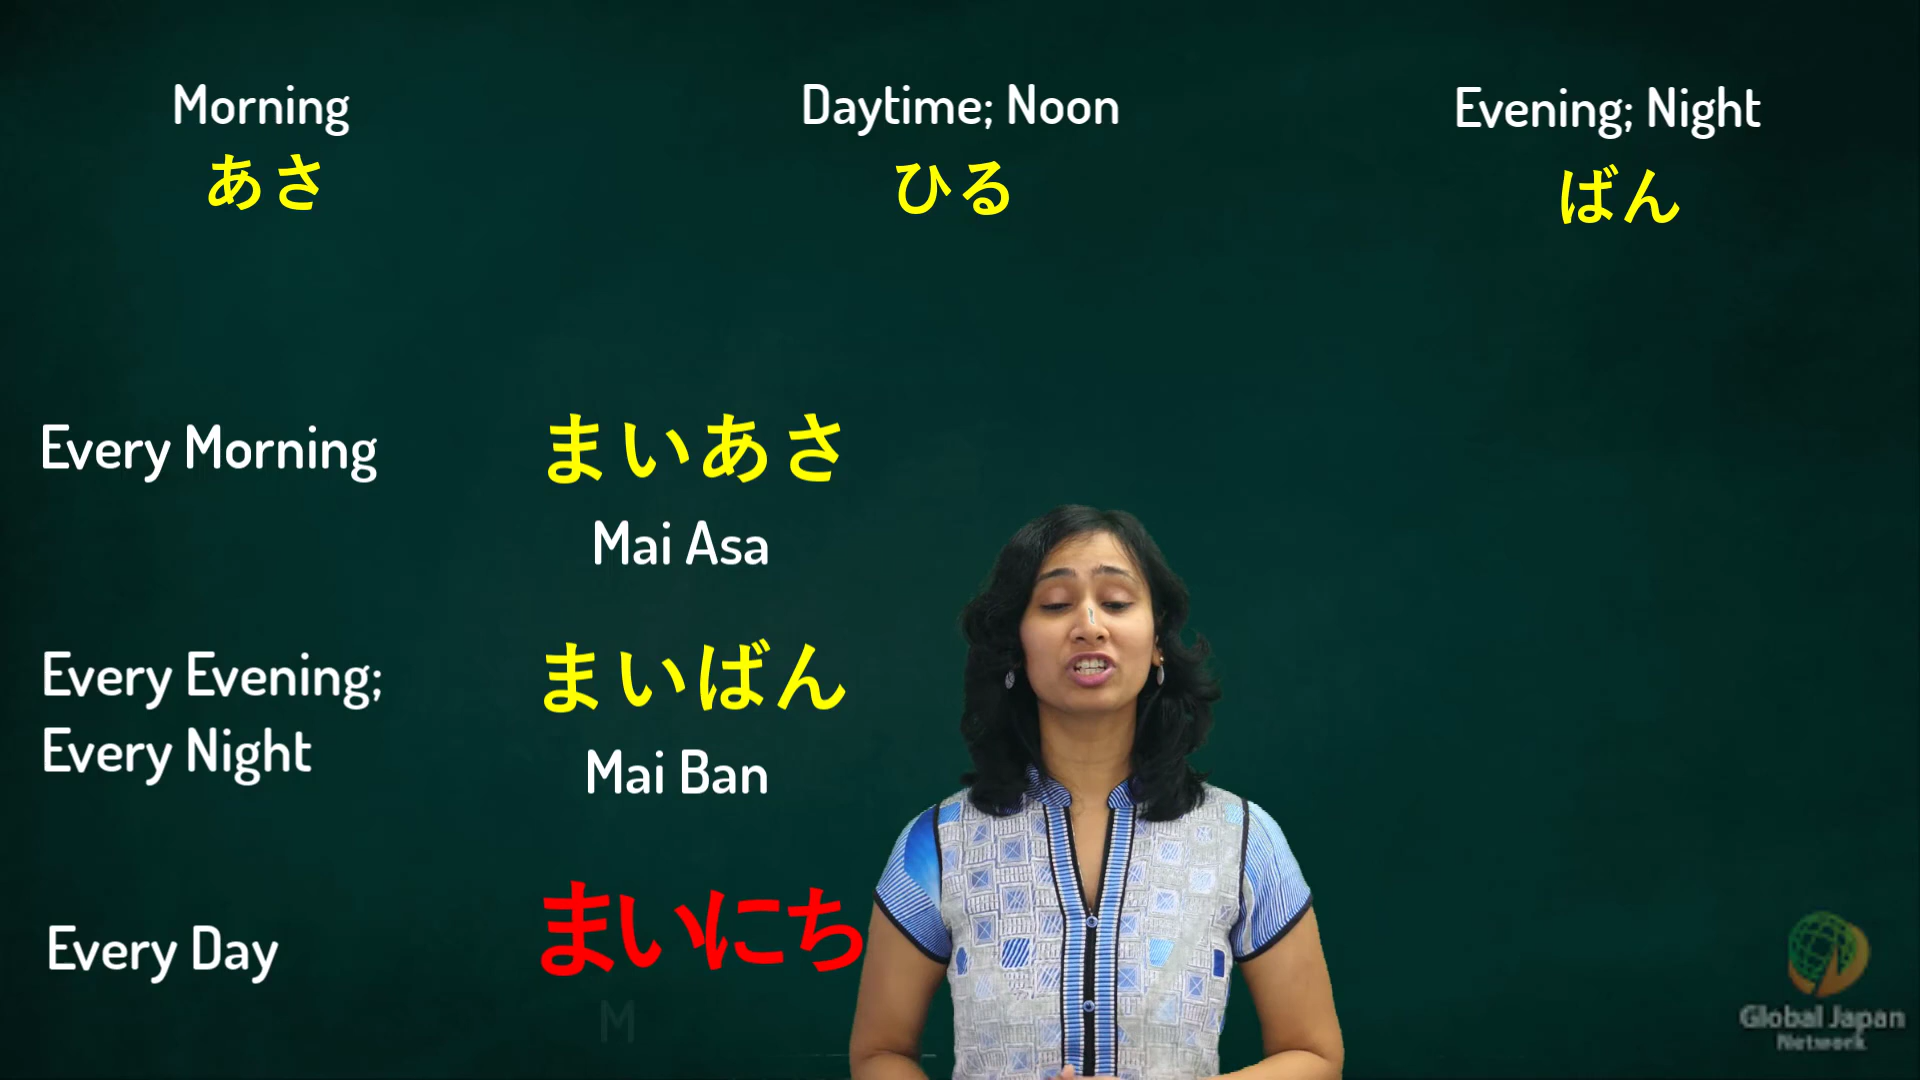 Morning
あさ
Daytime; Noon
ひる
Evening; Night
ばん
Every Morning
まいあさ
Mai Asa
Every Evening;
Every Night
まいばん
Mai Ban
Every Day
まいにち
M
Global Japan
Network